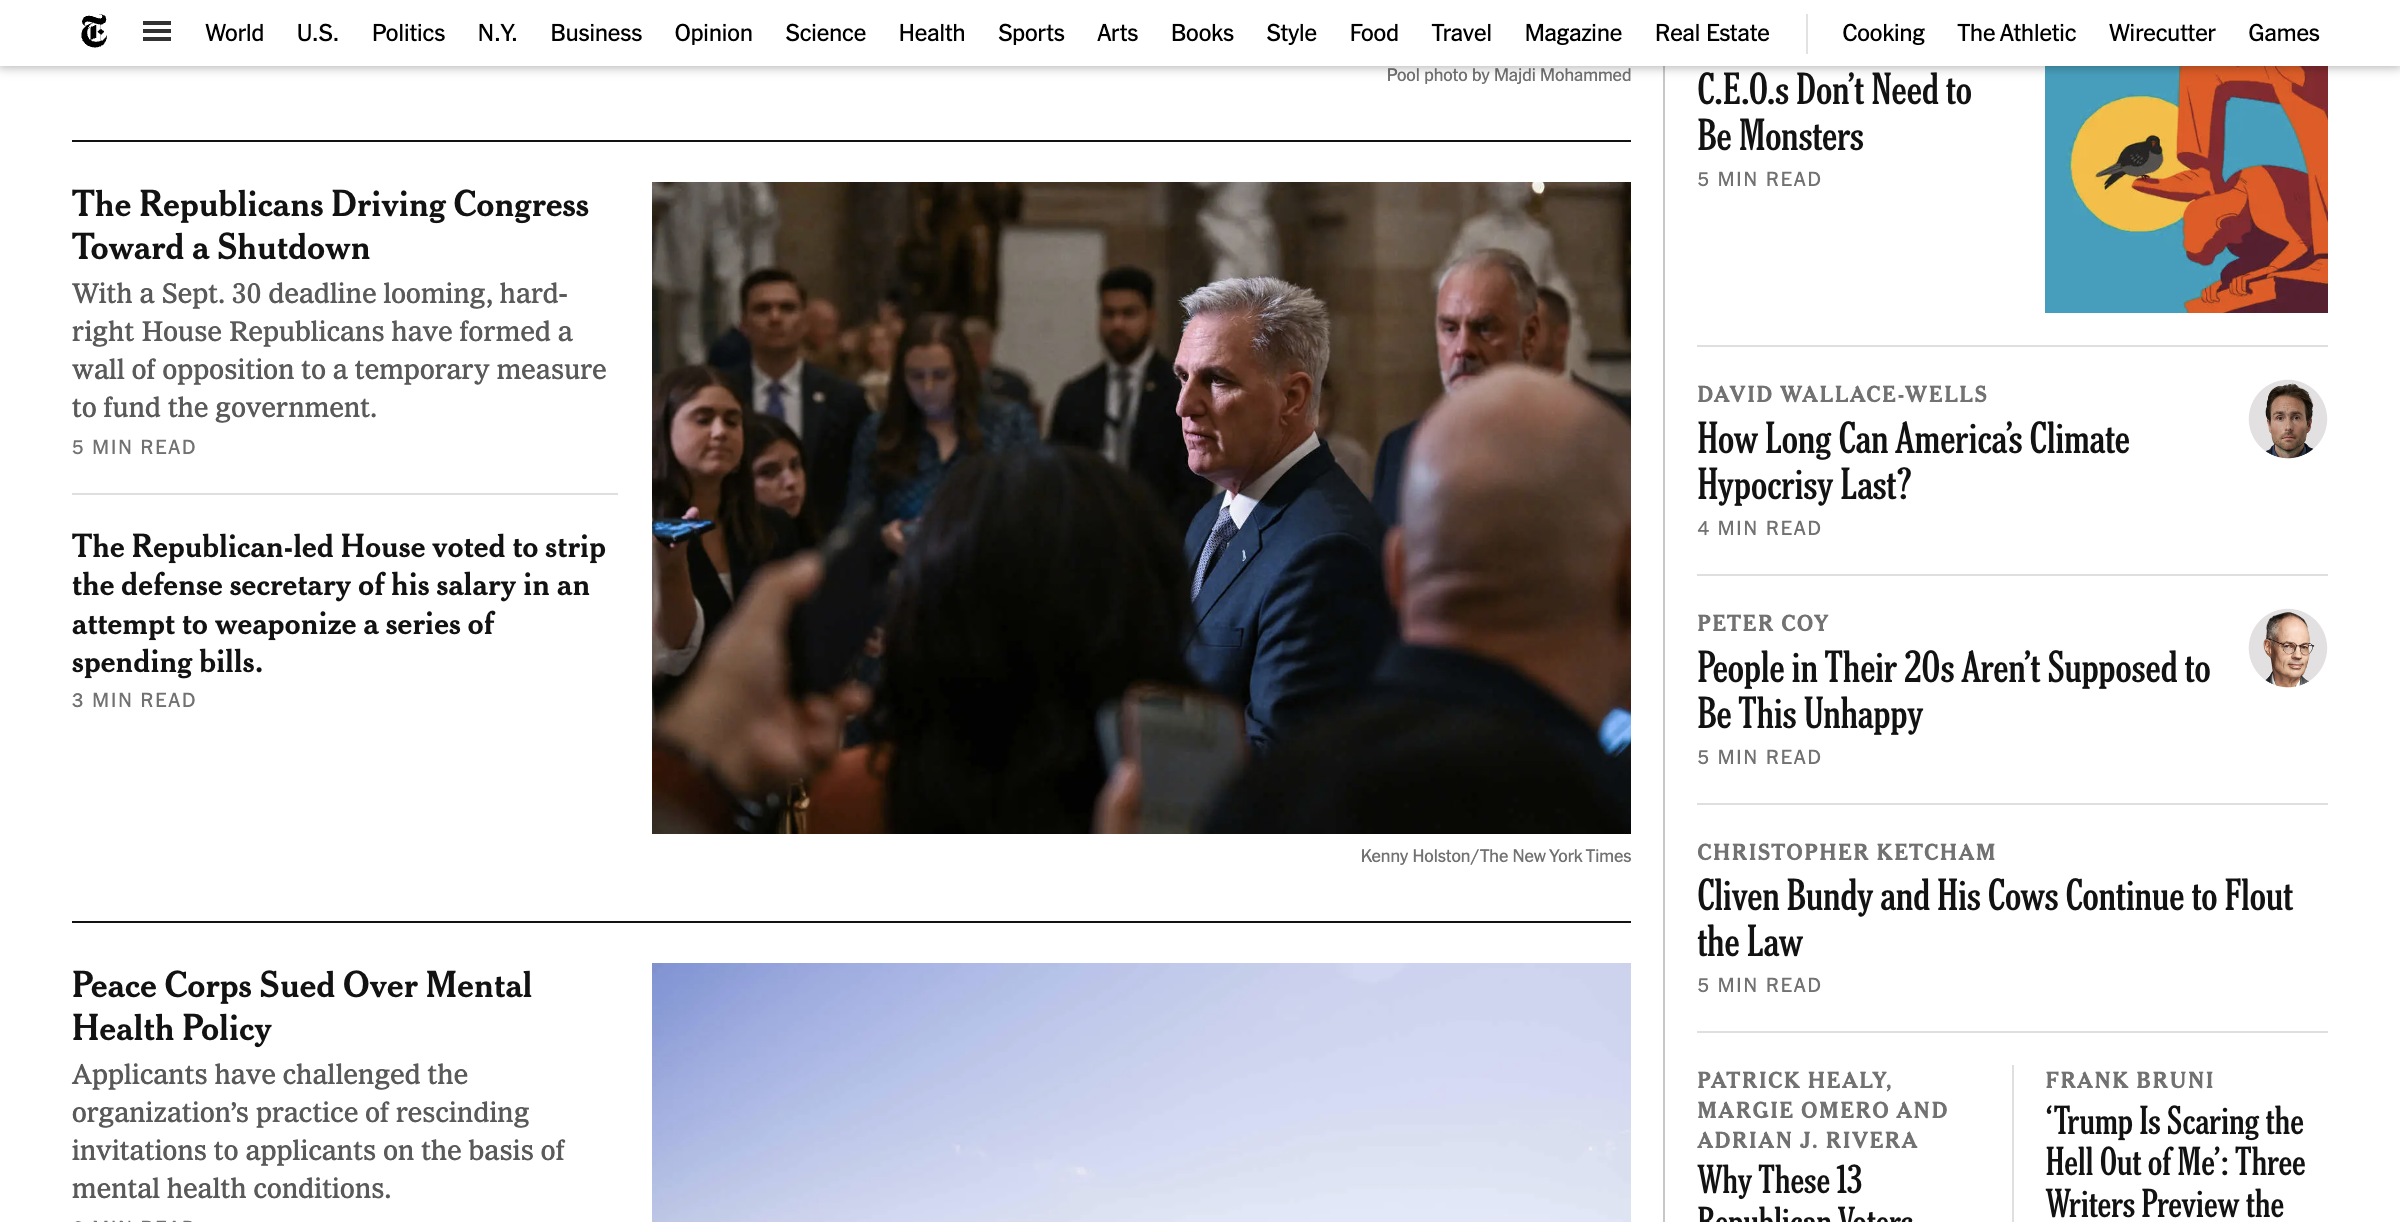 World U.S. Politics N.Y. Business Opinion Science Health Sports Arts Books Style Food Travel Magazine Real Estate Cooking The Athletic Wirecutter Games
Pool photo by Majdi Mohammed
The Republicans Driving Congress
Toward a Shutdown
With a Sept. 30 deadline looming, hard-
right House Republicans have formed a
wall of opposition to a temporary measure
to fund the government.
5 MIN READ
The Republican-led House voted to strip
the defense secretary of his salary in an
attempt to weaponize a series of
spending bills.
3 MIN READ
Kenny Holston/The New York Times
Peace Corps Sued Over Mental
Health Policy
Applicants have challenged the
organization’s practice of rescinding
invitations to applicants on the basis of
mental health conditions.
MIN READ
C.E.O.s Don’t Need to
Be Monsters
5 MIN READ
DAVID WALLACE-WELLS
How Long Can America’s Climate
Hypocrisy Last?
4 MIN READ
PETER COY
People in Their 20s Aren’t Supposed to
Be This Unhappy
5 MIN READ
CHRISTOPHER KETCHAM
Cliven Bundy and His Cows Continue to Flout
the Law
5 MIN READ
PATRICK HEALY,
MARGIE OMERO AND
ADRIAN J. RIVERA
Why These 13
Republican Voters
FRANK BRUNI
‘Trump Is Scaring the
Hell Out of Me’: Three
Writers Preview the